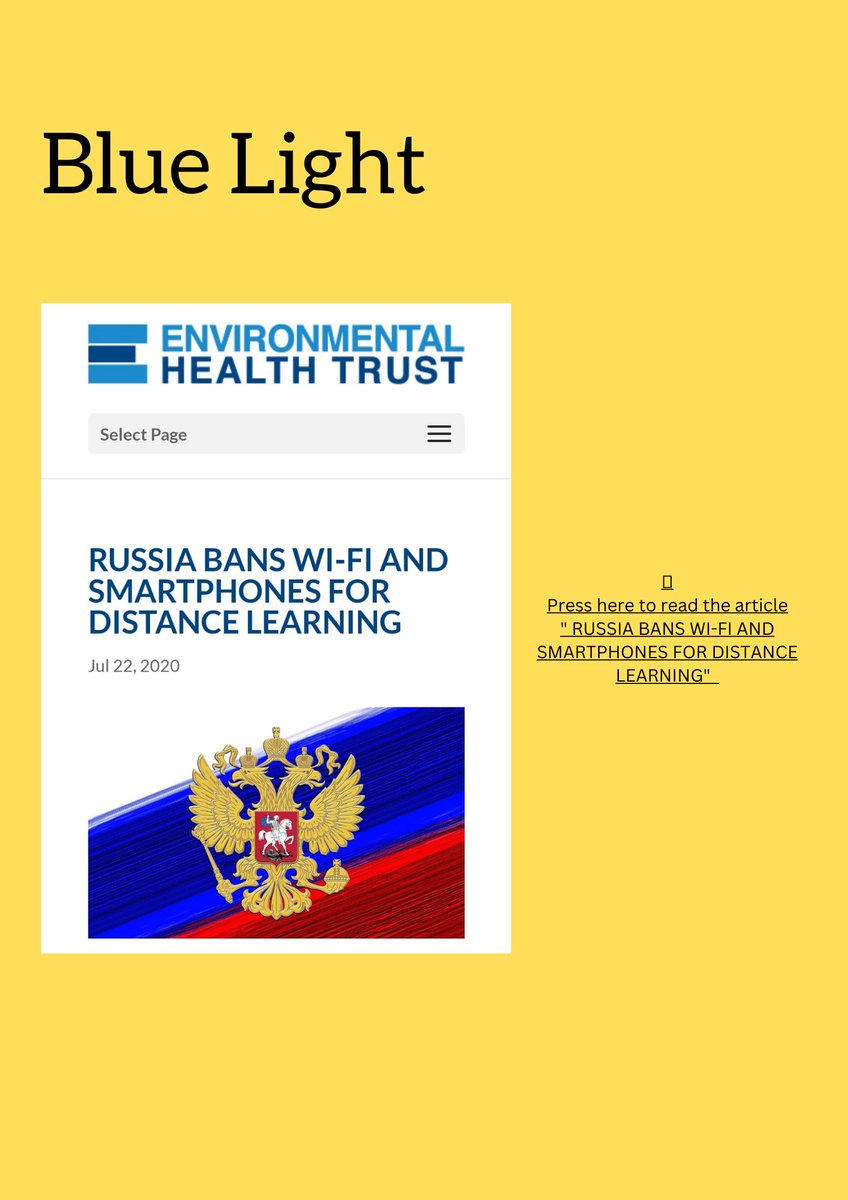 Blue Light
ENVIRONMENTAL
HEALTH TRUST
Select Page
RUSSIA BANS WI-FI AND
SMARTPHONES FOR
DISTANCE LEARNING
Jul 22, 2020
Press here to read the article
" RUSSIA BANS WI-FI AND
SMARTPHONES FOR DISTANCE
LEARNING"